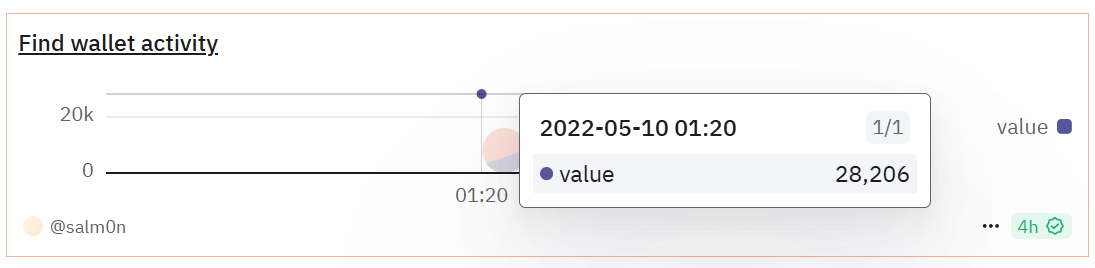 Find wallet activity
20k
0
01:20
2022-05-10 01:20
1/1
value
28,206
value
@salm0n
4h